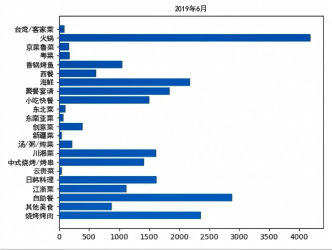 2019年6月
台湾/客家菜
火锅
京菜鲁菜
粤菜
香锅烤鱼
西餐
海鲜
聚餐宴请
小吃快餐
东北菜
东南亚菜
创意菜
新疆菜
汤/粥/炖菜
川湘菜
中式烧烤/烤串
云贵菜
日韩料理
江浙菜
自助餐
其他美食
烧烤烤肉
0 500 1000 1500 2000 2500 3000 3500 4000